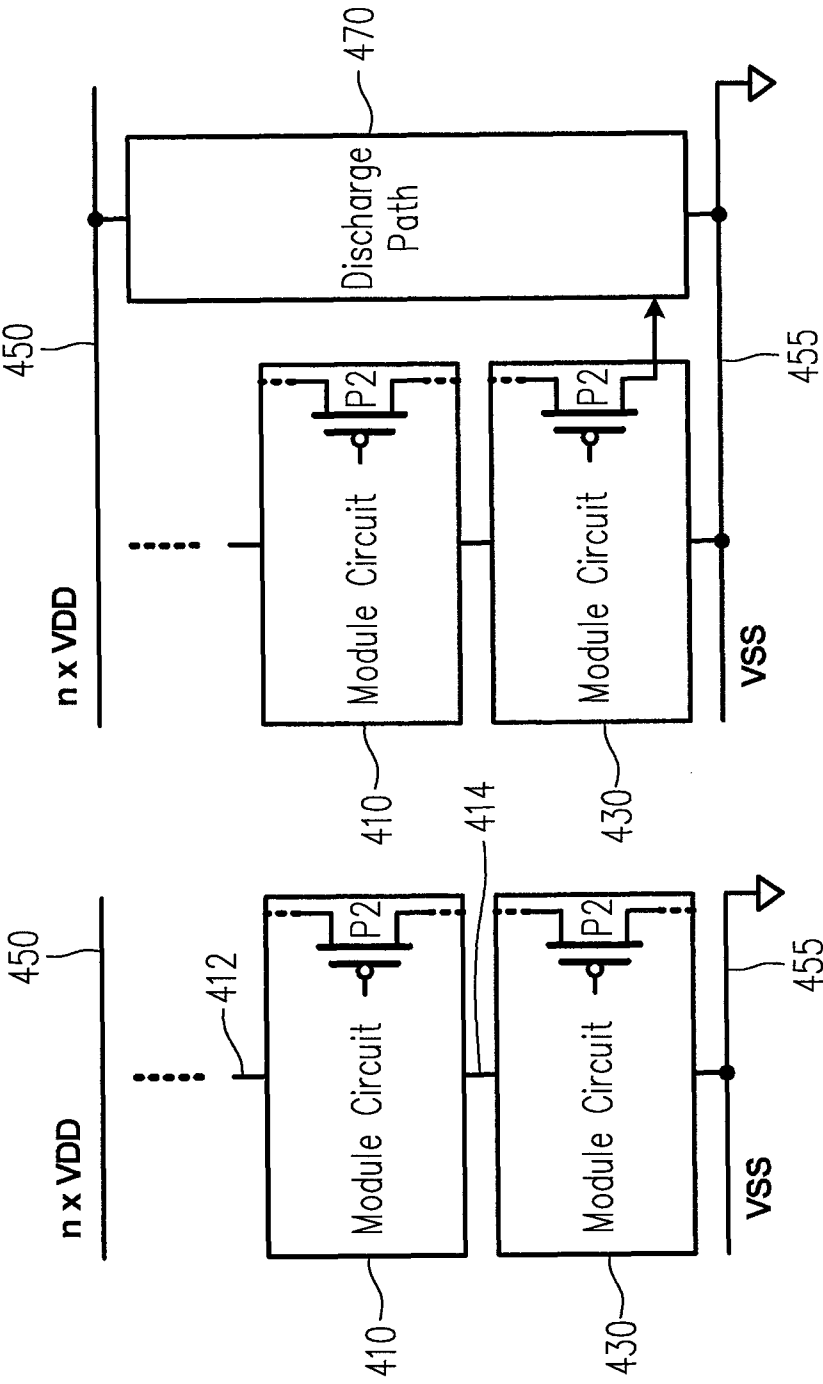 n x VDD
450
412
Module Circuit
P2
410
414
Module Circuit
P2
430
VSS
455
n x VDD
450
Module Circuit
P2
410
Module Circuit
P2
430
Discharge
Path
470
VSS
455